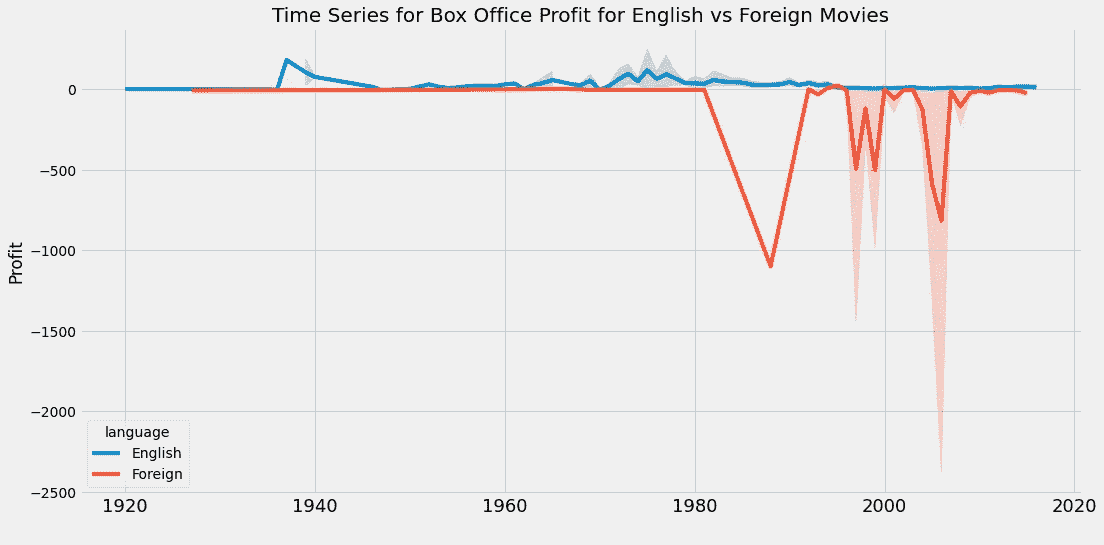 Time Series for Box Office Profit for English vs Foreign Movies
Profit
0
−500
−1000
−1500
−2000
−2500
language
English
Foreign
1920 1940 1960 1980 2000 2020